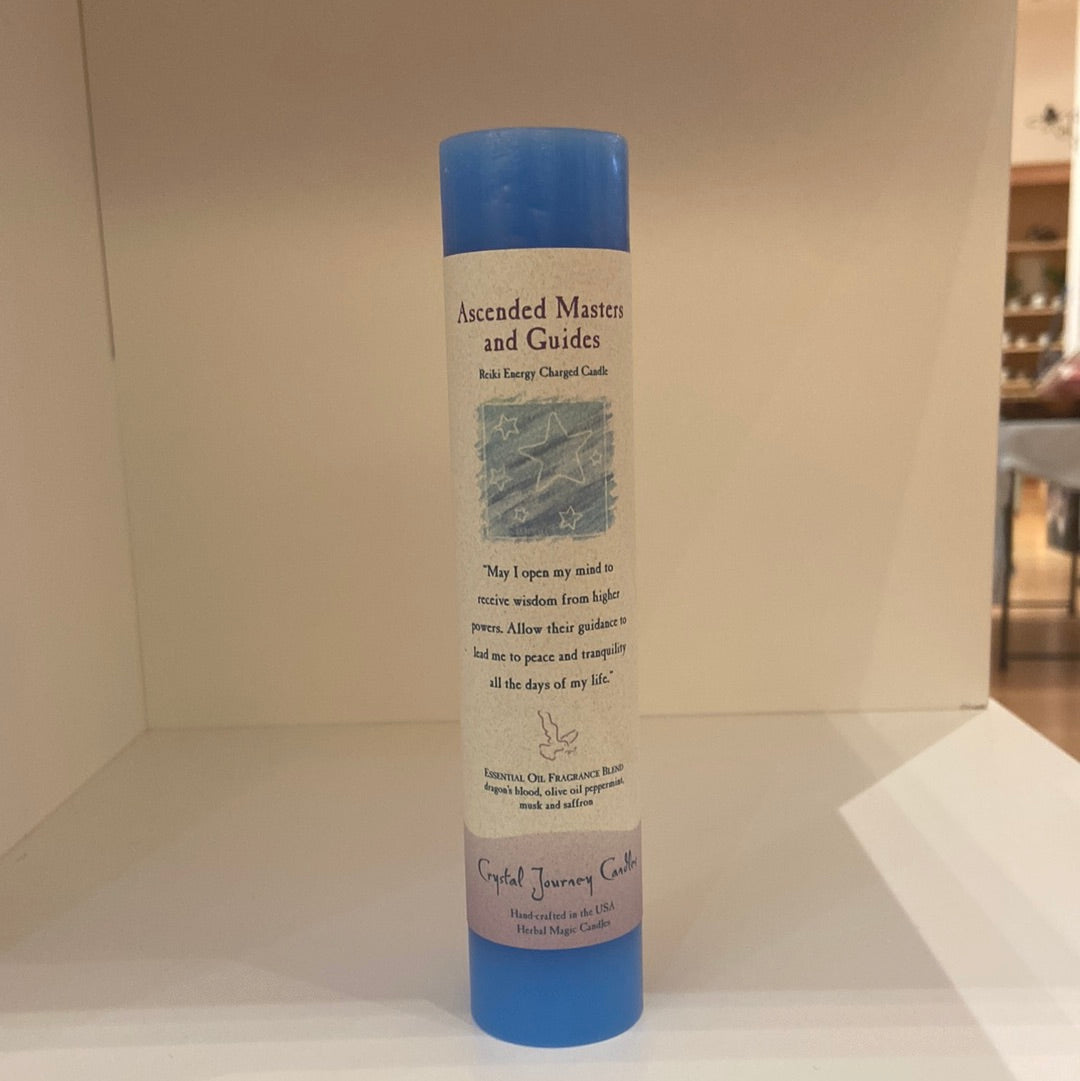 Ascended Masters
and Guides
Reiki Energy Charged Candle
"May I open my mind to
receive wisdom from higher
powers. Allow their guidance to
lead me to peace and tranquility
all the days of my life."
Essential Oil Fragrance Blend
dragon's blood, olive oil peppermint,
musk and saffron
Crystal Journey Candles
Hand-crafted in the USA
Herbal Magic Candles